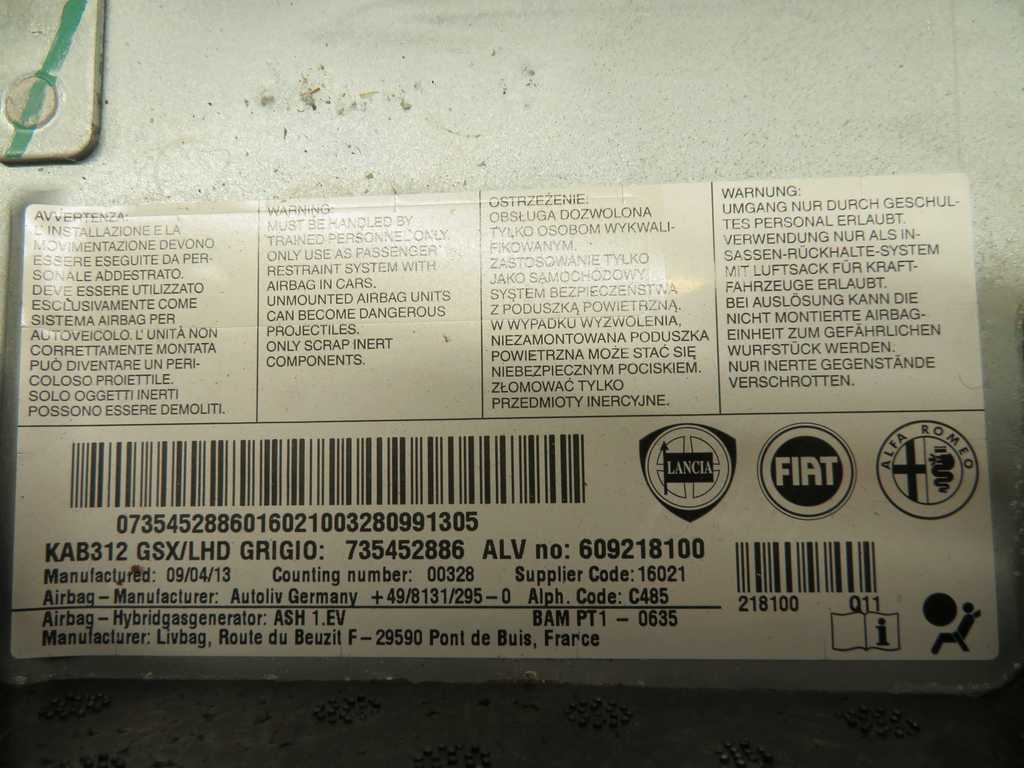 AVVERTENZA:
L'INSTALLAZIONE E LA
MOVIMENTAZIONE DEVONO
ESSERE ESEGUITE DA PER-
SONALE ADDESTRATO.
DEVE ESSERE UTILIZZATO
ESCLUSIVAMENTE COME
SISTEMA AIRBAG PER
AUTOVEICOLO. L'UNITÀ NON
CORRETTAMENTE MONTATA
PUÒ DIVENTARE UN PERI-
COLOSO PROIETTILE.
SOLO OGGETTI INERTI
POSSONO ESSERE DEMOLITI.
WARNING:
MUST BE HANDLED BY
TRAINED PERSONNEL ONLY.
ONLY USE AS PASSENGER
RESTRAINT SYSTEM WITH
AIRBAG IN CARS.
UNMOUNTED AIRBAG UNITS
CAN BECOME DANGEROUS
PROJECTILES.
ONLY SCRAP INERT
COMPONENTS.
OSTRZEŻENIE:
OBSŁUGA DOZWOLONA
TYLKO OSOBOM WYKWALI-
FIKOWANYM.
ZASTOSOWANIE TYLKO
JAKO SAMOCHODOWY
SYSTEM BEZPIECZEŃSTWA
Z PODUSZKĄ POWIETRZNĄ.
W WYPADKU WYZWOLENIA,
NIEZAMONTOWANA PODUSZKA
POWIETRZNA MOŻE STAĆ SIĘ
NIEBEZPIECZNYM POCISKIEM.
ZŁOMOWAĆ TYLKO
PRZEDMIOTY INERCYJNE.
WARNUNG:
UMGANG NUR DURCH GESCHUL-
TES PERSONAL ERLAUBT.
VERWENDUNG NUR ALS IN-
SASSEN-RÜCKHALTE-SYSTEM
MIT LUFTSACK FÜR KRAFT-
FAHRZEUGE ERLAUBT.
BEI AUSLÖSUNG KANN DIE
NICHT MONTIERTE AIRBAG-
EINHEIT ZUM GEFÄHRLICHEN
WURFSTÜCK WERDEN.
NUR INERTE GEGENSTÄNDE
VERSCHROTTEN.
LANCIA
FIAT
ALFA ROMEO
0735452886016021003280991305
KAB312 GSX/LHD GRIGIO: 735452886 ALV no: 609218100
Manufactured: 09/04/13 Counting number: 00328 Supplier Code: 16021
Airbag - Manufacturer: Autoliv Germany +49/8131/295-0 Alph. Code: C485
Airbag - Hybridgasgenerator: ASH 1.EV BAM PT1 - 0635
Manufacturer: Livbag, Route du Beuzit F-29590 Pont de Buis, France
218100 Q11
i